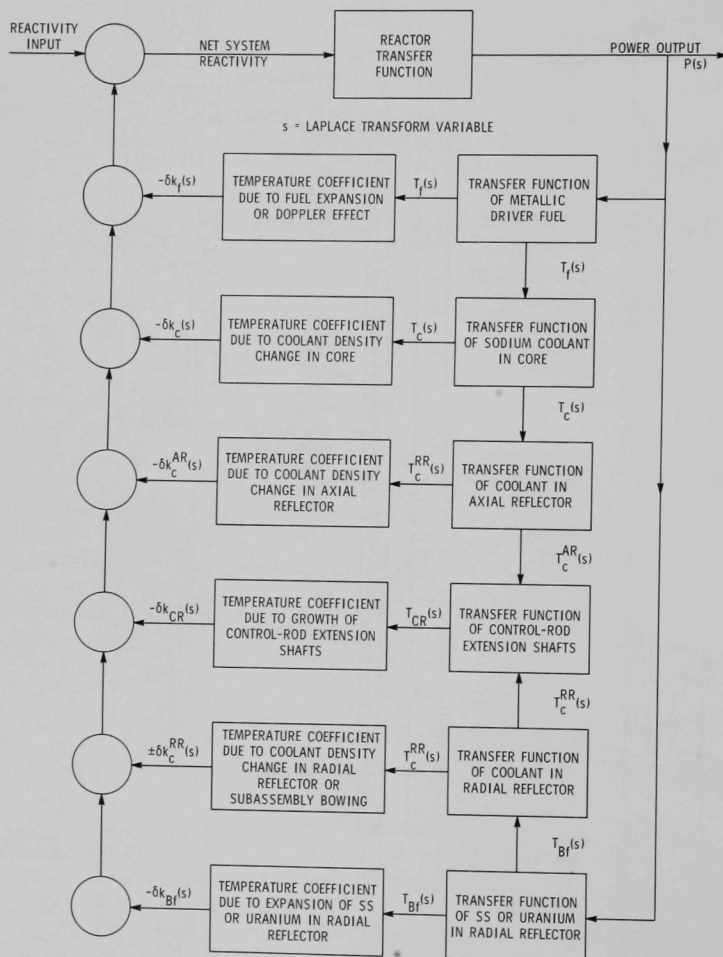 REACTIVITY
INPUT
NET SYSTEM
REACTIVITY
REACTOR
TRANSFER
FUNCTION
POWER OUTPUT
P(s)
s = LAPLACE TRANSFORM VARIABLE
-δk_f(s)
TEMPERATURE COEFFICIENT
DUE TO FUEL EXPANSION
OR DOPPLER EFFECT
T_f(s)
TRANSFER FUNCTION
OF METALLIC
DRIVER FUEL
T_f(s)
-δk_c(s)
TEMPERATURE COEFFICIENT
DUE TO COOLANT DENSITY
CHANGE IN CORE
T_c(s)
TRANSFER FUNCTION
OF SODIUM COOLANT
IN CORE
T_c(s)
-δk_c^AR(s)
TEMPERATURE COEFFICIENT
DUE TO COOLANT DENSITY
CHANGE IN AXIAL
REFLECTOR
T_c^RR(s)
TRANSFER FUNCTION
OF COOLANT IN
AXIAL REFLECTOR
T_c^AR(s)
-δk_CR(s)
TEMPERATURE COEFFICIENT
DUE TO GROWTH OF
CONTROL-ROD EXTENSION
SHAFTS
T_CR(s)
TRANSFER FUNCTION
OF CONTROL-ROD
EXTENSION SHAFTS
T_c^RR(s)
±δk_c^RR(s)
TEMPERATURE COEFFICIENT
DUE TO COOLANT DENSITY
CHANGE IN RADIAL
REFLECTOR OR
SUBASSEMBLY BOWING
T_c^RR(s)
TRANSFER FUNCTION
OF COOLANT IN
RADIAL REFLECTOR
T_Bf(s)
-δk_Bf(s)
TEMPERATURE COEFFICIENT
DUE TO EXPANSION OF SS
OR URANIUM IN RADIAL
REFLECTOR
T_Bf(s)
TRANSFER FUNCTION
OF SS OR URANIUM
IN RADIAL REFLECTOR